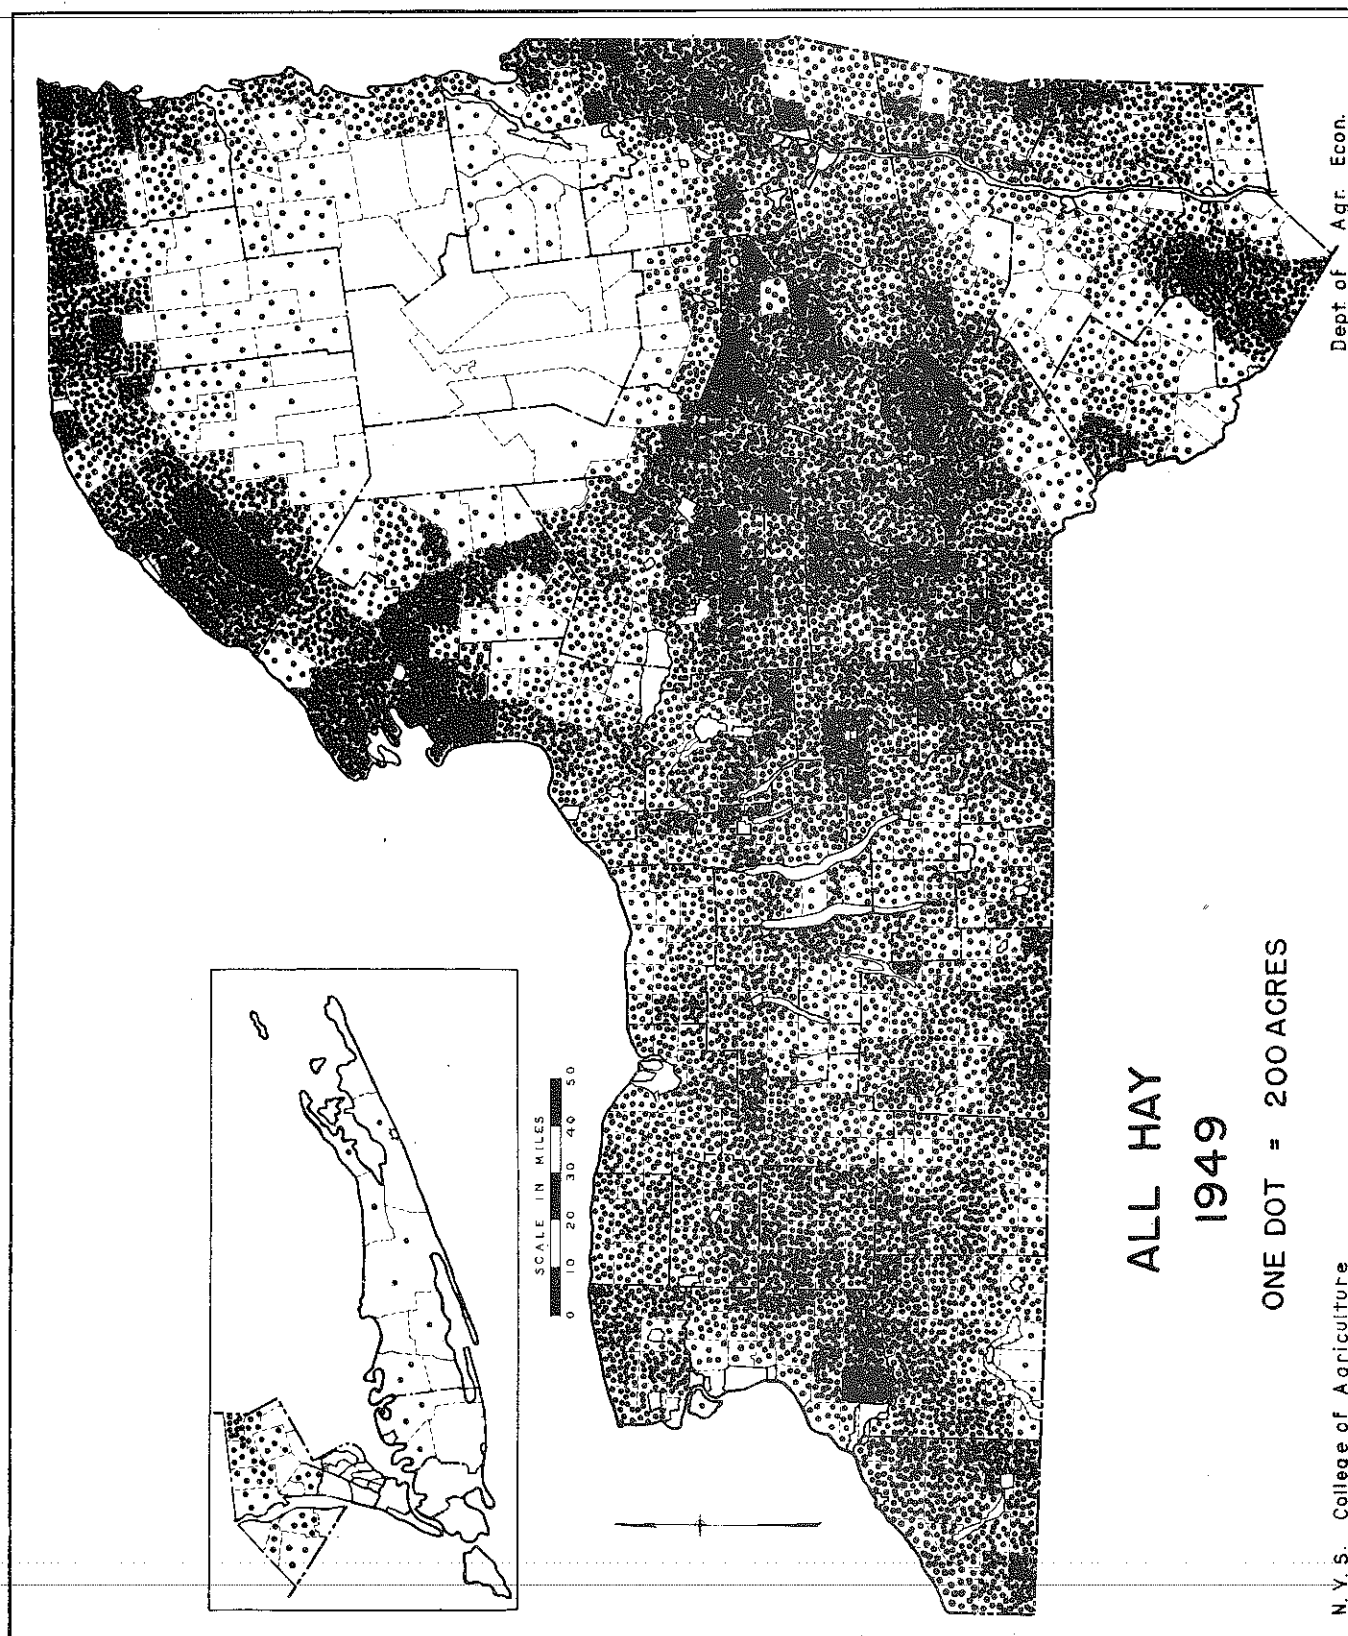 SCALE IN MILES
0 10 20 30 40 50
ALL HAY
1949
ONE DOT = 200 ACRES
N. Y. S. College of Agriculture
Dept of Agr. Econ.